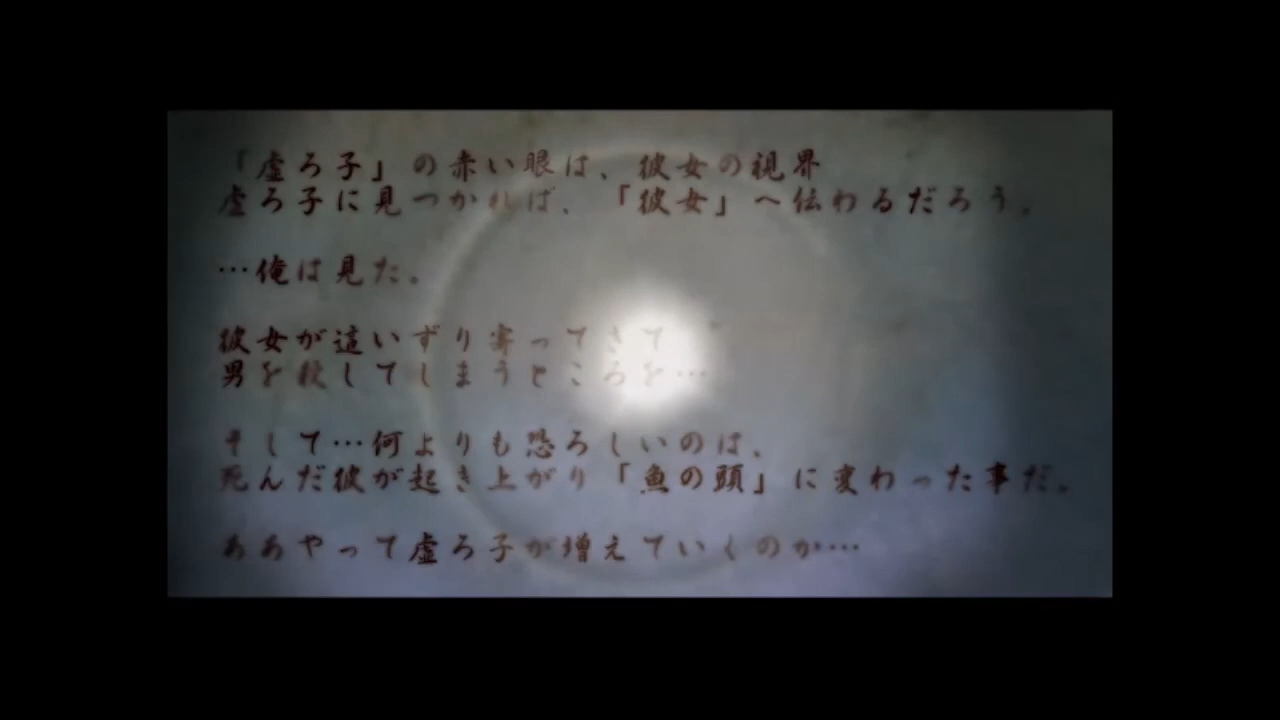 「虚ろ子」の赤い眼は、彼女の視界
虚ろ子に見つかれば、「彼女」へ伝わるだろう。
…俺は見た。
彼女が這いずり寄ってきて
男を殺してしまうところを…
そして…何よりも恐ろしいのは、
死んだ彼が起き上がり「魚の頭」に変わった事だ。
ああやって虚ろ子が増えていくのか…